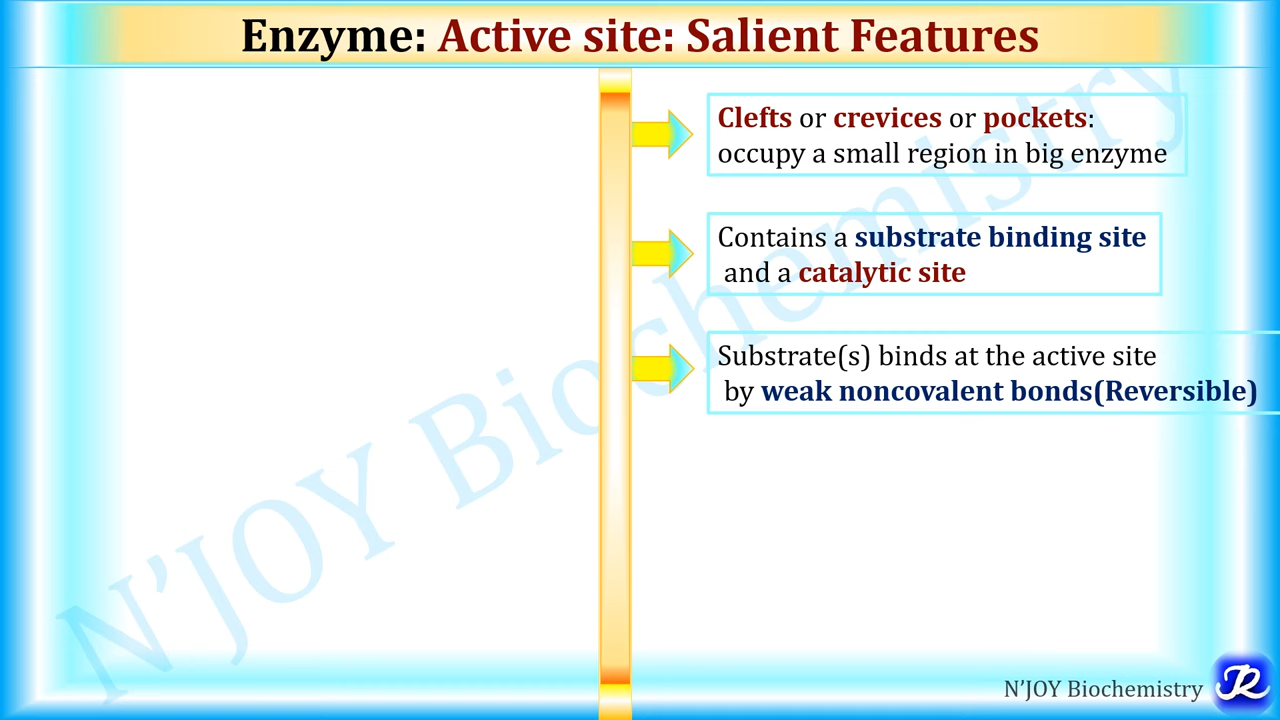 Enzyme: Active site: Salient Features
Clefts or crevices or pockets:
occupy a small region in big enzyme
Contains a substrate binding site
and a catalytic site
Substrate(s) binds at the active site
by weak noncovalent bonds(Reversible)
N'JOY Biochemistry
N'JOY Biochemistry
JR